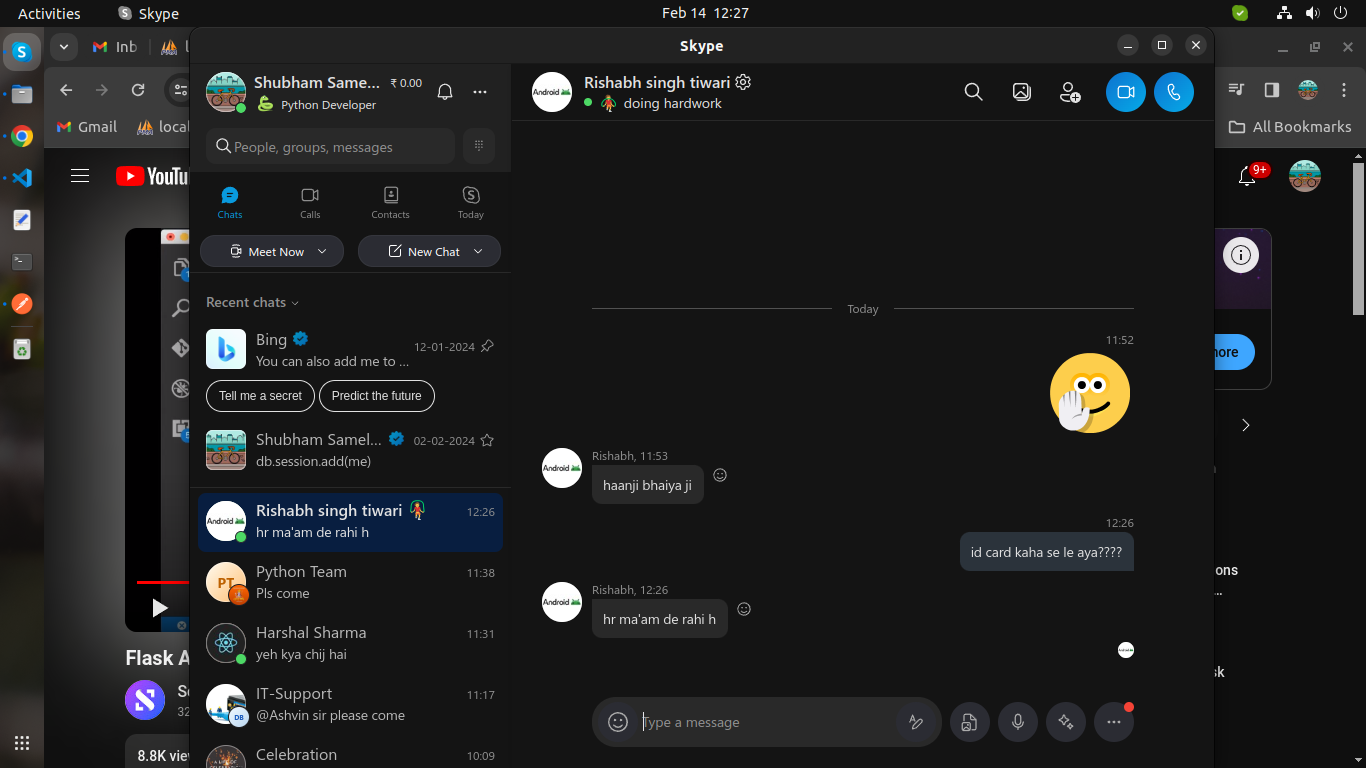 Activities
Skype
Feb 14 12:27
Skype
Inb
Gmail
local
All Bookmarks
YouTu
9+
Shubham Same... ₹ 0.00
Python Developer
People, groups, messages
Chats
Calls
Contacts
Today
Meet Now
New Chat
Recent chats
Bing
12-01-2024
You can also add me to ...
Tell me a secret
Predict the future
Shubham Samel...
02-02-2024
db.session.add(me)
Rishabh singh tiwari
12:26
hr ma'am de rahi h
PT
Python Team
11:38
Pls come
Harshal Sharma
11:31
yeh kya chij hai
DB
IT-Support
11:17
@Ashvin sir please come
Celebration
10:09
Android
Rishabh singh tiwari
doing hardwork
Today
11:52
Rishabh, 11:53
haanji bhaiya ji
12:26
id card kaha se le aya????
Rishabh, 12:26
hr ma'am de rahi h
Type a message
Flask A
8.8K view
ore
ons
sk